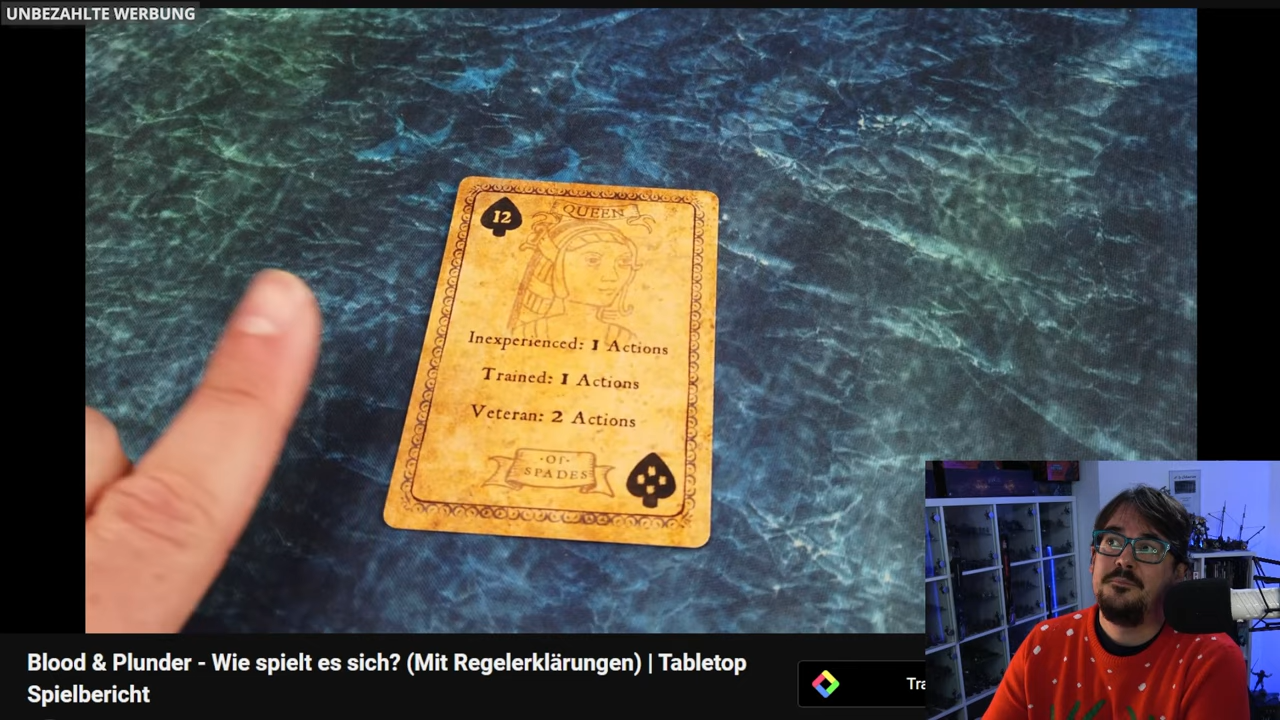 UNBEZAHLTE WERBUNG
12
QUEEN
Inexperienced: 1 Actions
Trained: 1 Actions
Veteran: 2 Actions
·OF·
SPADES
Blood & Plunder - Wie spielt es sich? (Mit Regelerklärungen) | Tabletop
Spielbericht
Tra